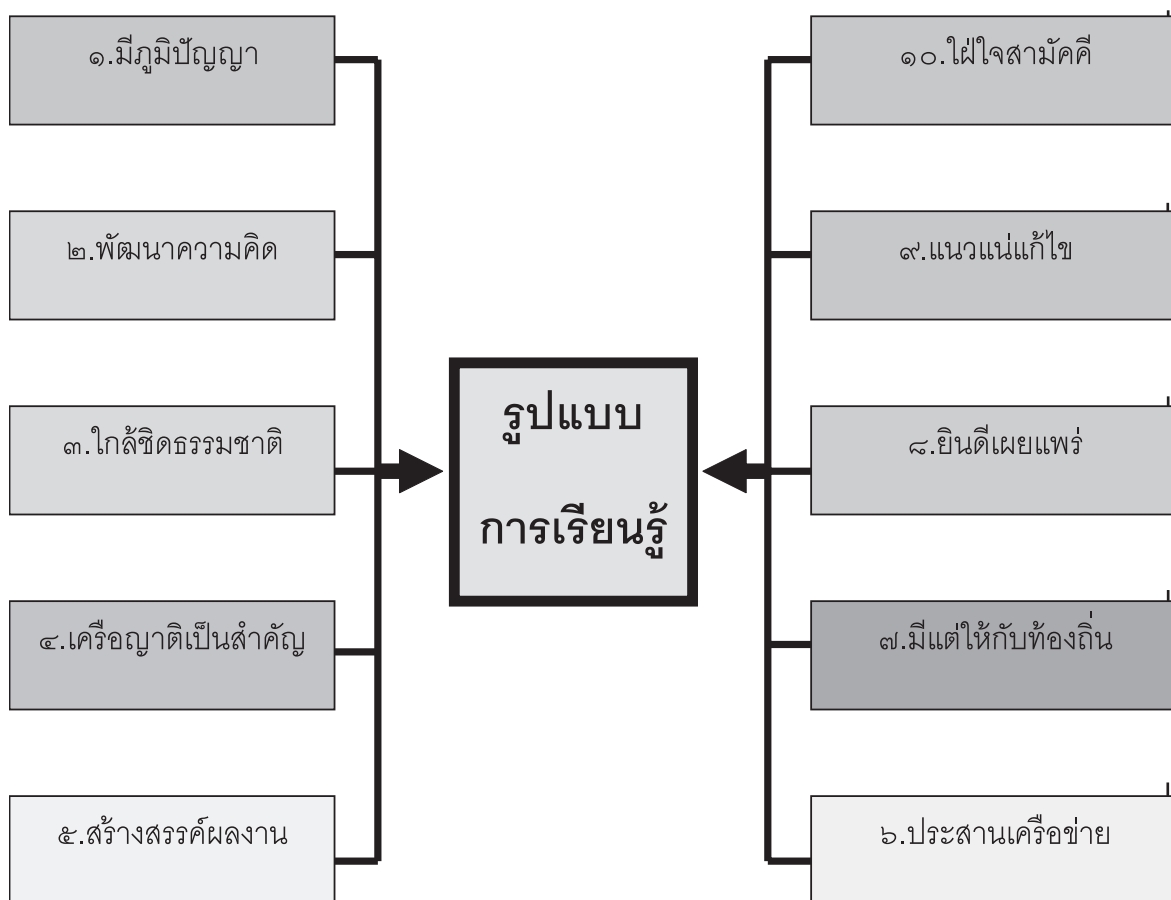 ๑.มีภูมิปัญญา
๒.พัฒนาความคิด
๓.ใกล้ชิดธรรมชาติ
๔.เครือญาติเป็นสำคัญ
๕.สร้างสรรค์ผลงาน
รูปแบบ
การเรียนรู้
๑๐.ใฝ่ใจสามัคคี
๙.แนวแน่แก้ไข
๘.ยินดีเผยแพร่
๗.มีแต่ให้กับท้องถิ่น
๖.ประสานเครือข่าย